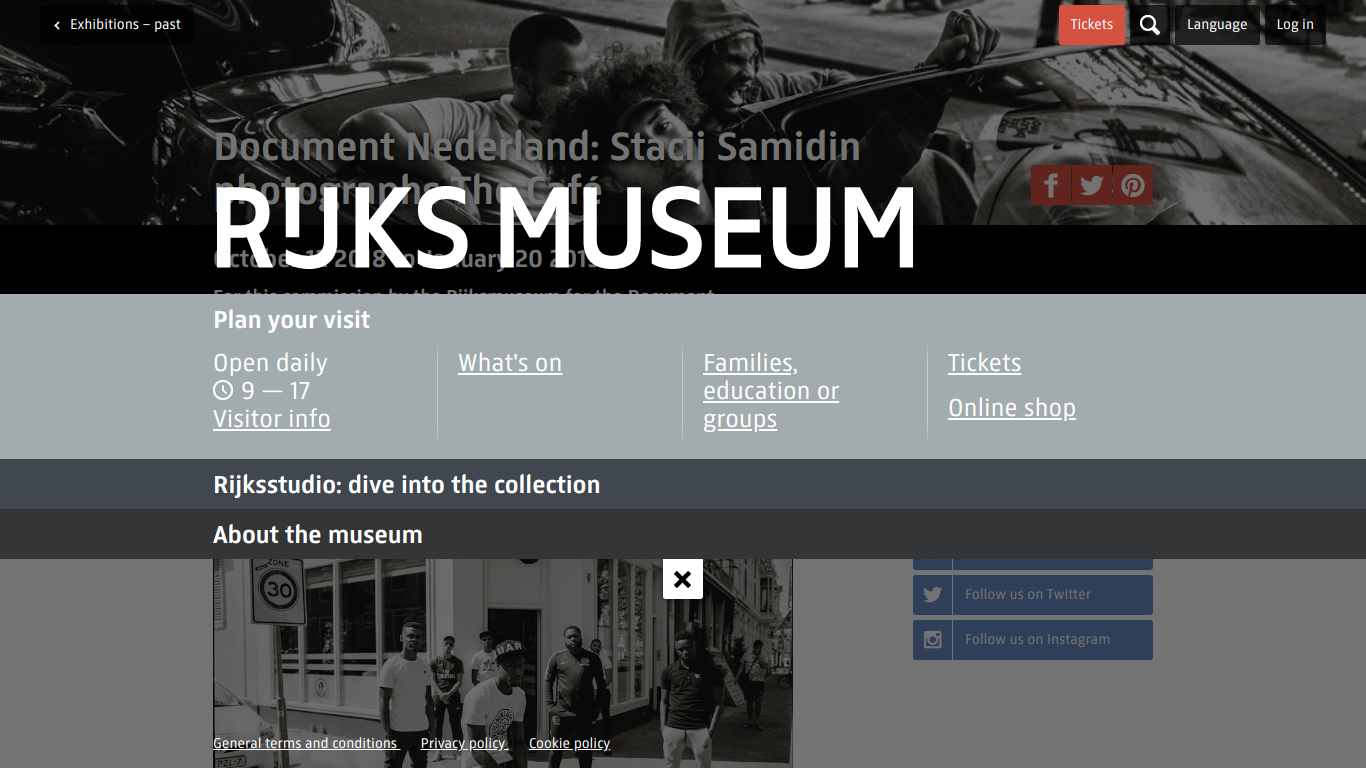 Exhibitions – past
Tickets
Language
Log in
Document Nederland: Stacii Samidin
photographs The Café
RIJKS MUSEUM
October 2018 to January 20 2019
For this commission by the Rijksmuseum for the Document
Plan your visit
Open daily
9 — 17
Visitor info
What's on
Families,
education or
groups
Tickets
Online shop
Rijksstudio: dive into the collection
About the museum
ZONE
30
Follow us on Twitter
Follow us on Instagram
General terms and conditions
Privacy policy
Cookie policy